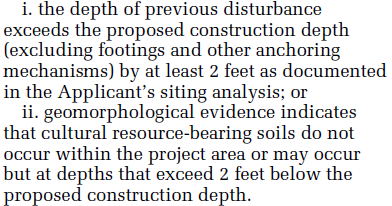 i. the depth of previous disturbance
exceeds the proposed construction depth
(excluding footings and other anchoring
mechanisms) by at least 2 feet as documented
in the Applicant's siting analysis; or
ii. geomorphological evidence indicates
that cultural resource-bearing soils do not
occur within the project area or may occur
but at depths that exceed 2 feet below the
proposed construction depth.